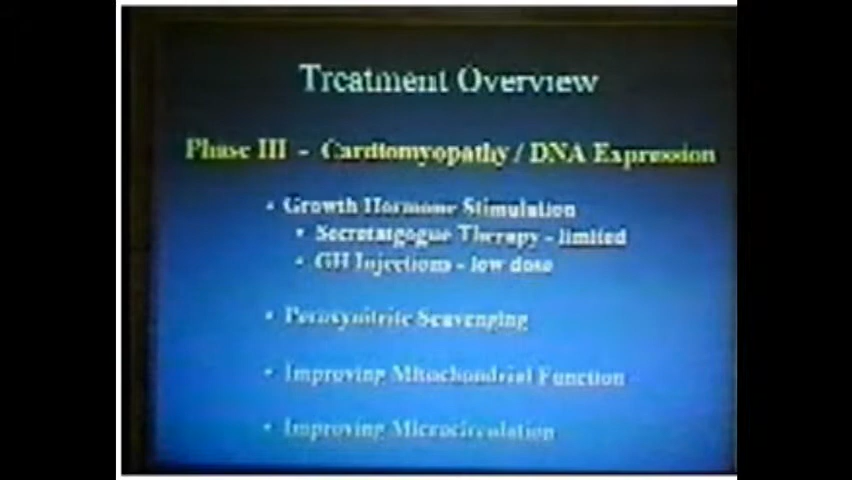 Treatment Overview
Phase III - Cardiomyopathy / DNA Expression
• Growth Hormone Stimulation
• Secretatgogue Therapy - limited
• GH Injections - low dose
• Peroxynitrite Scavenging
• Improving Mitochondrial Function
• Improving Microcirculation